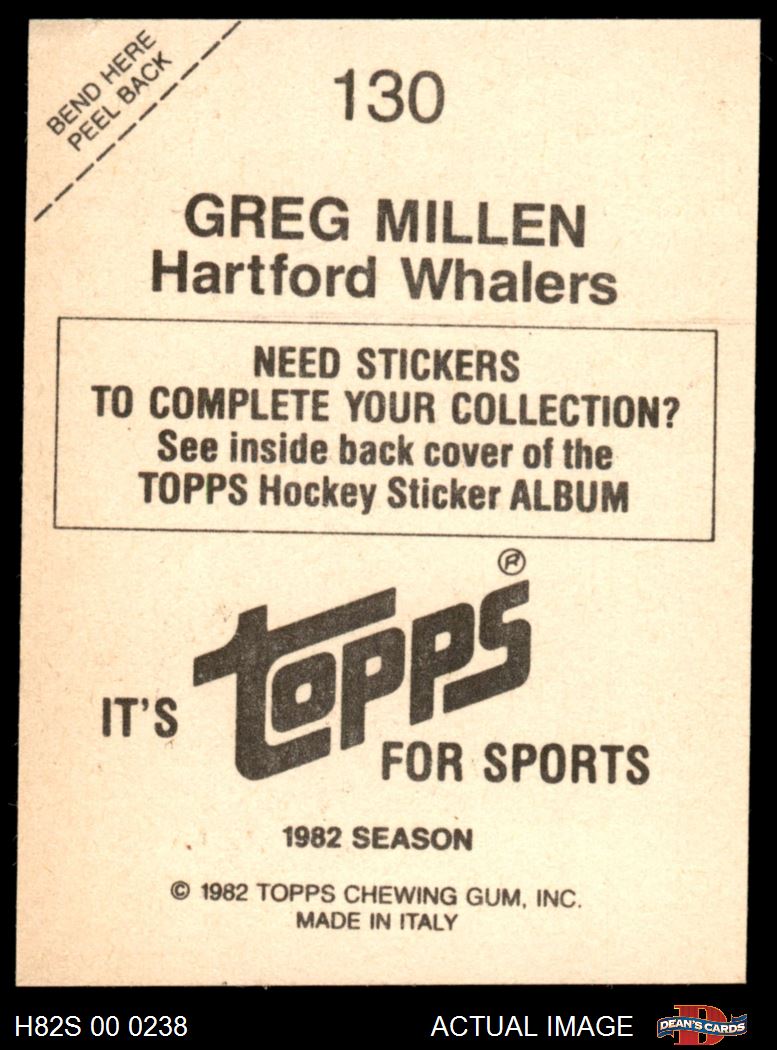 BEND HERE
PEEL BACK
130
GREG MILLEN
Hartford Whalers
NEED STICKERS
TO COMPLETE YOUR COLLECTION?
See inside back cover of the
TOPPS Hockey Sticker ALBUM
®
IT'S topps FOR SPORTS
1982 SEASON
© 1982 TOPPS CHEWING GUM, INC.
MADE IN ITALY
H82S 00 0238
ACTUAL IMAGE
D
DEAN'S CARDS